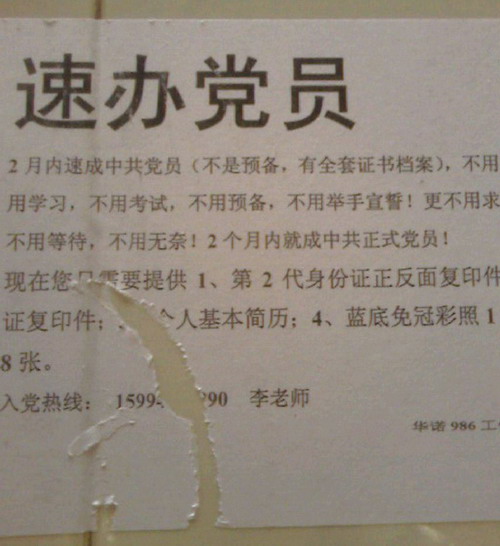 速办党员
2 月内速成中共党员（不是预备，有全套证书档案），不用
用学习，不用考试，不用预备，不用举手宣誓！更不用求
不用等待，不用无奈！2 个月内就成中共正式党员！
现在您只需要提供 1、第 2 代身份证正反面复印件
证复印件； 个人基本简历；4、蓝底免冠彩照 1
8 张。
入党热线： 1599 90 李老师
华诺 986 工